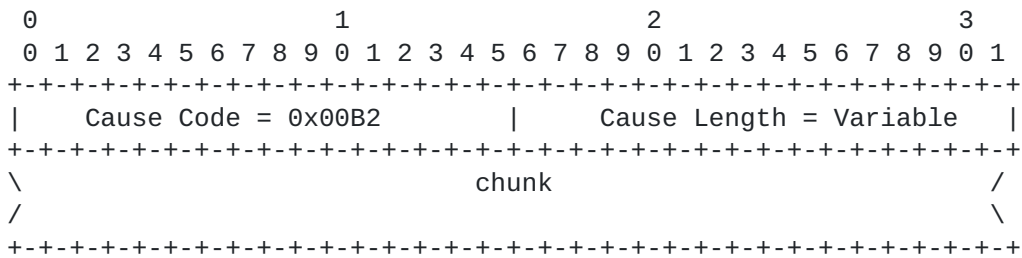 0                   1                   2                   3
 0 1 2 3 4 5 6 7 8 9 0 1 2 3 4 5 6 7 8 9 0 1 2 3 4 5 6 7 8 9 0 1
+-+-+-+-+-+-+-+-+-+-+-+-+-+-+-+-+-+-+-+-+-+-+-+-+-+-+-+-+-+-+-+-+
|    Cause Code = 0x00B2        |     Cause Length = Variable   |
+-+-+-+-+-+-+-+-+-+-+-+-+-+-+-+-+-+-+-+-+-+-+-+-+-+-+-+-+-+-+-+-+
\                             chunk                            /
/                                                              \
+-+-+-+-+-+-+-+-+-+-+-+-+-+-+-+-+-+-+-+-+-+-+-+-+-+-+-+-+-+-+-+-+